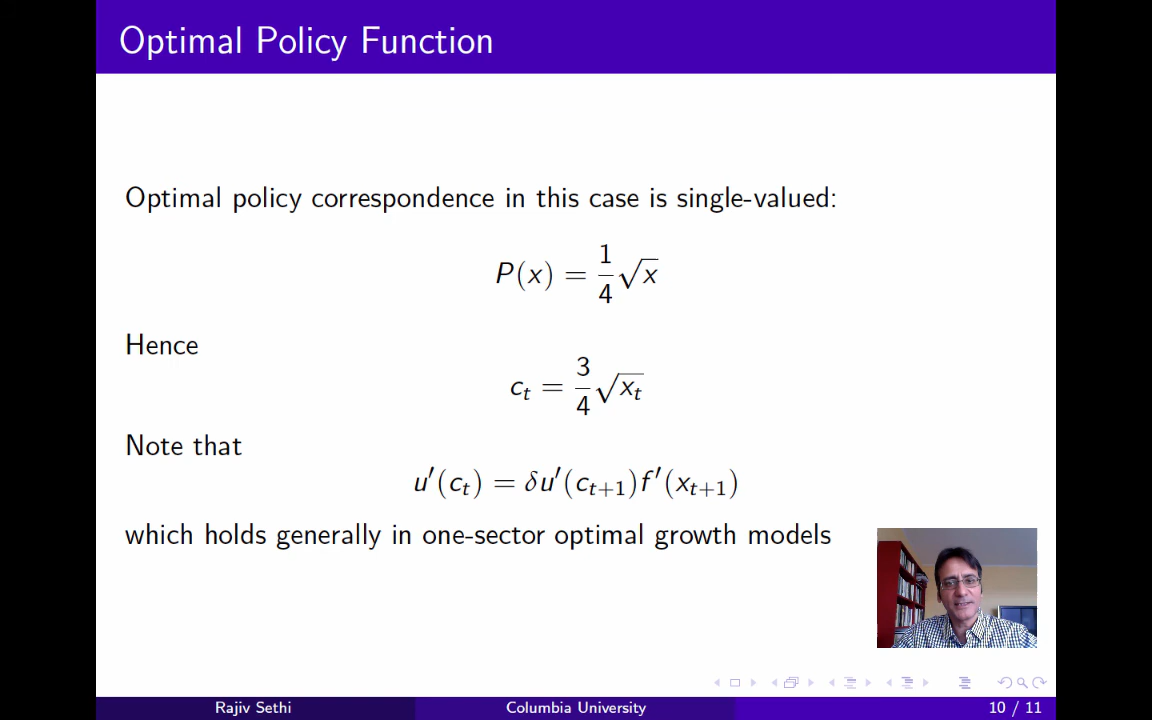 Optimal Policy Function
Optimal policy correspondence in this case is single-valued:
P(x) = 1/4 √x
Hence
c_t = 3/4 √x_t
Note that
u′(c_t) = δu′(c_{t+1})f′(x_{t+1})
which holds generally in one-sector optimal growth models
Rajiv Sethi Columbia University 10 / 11